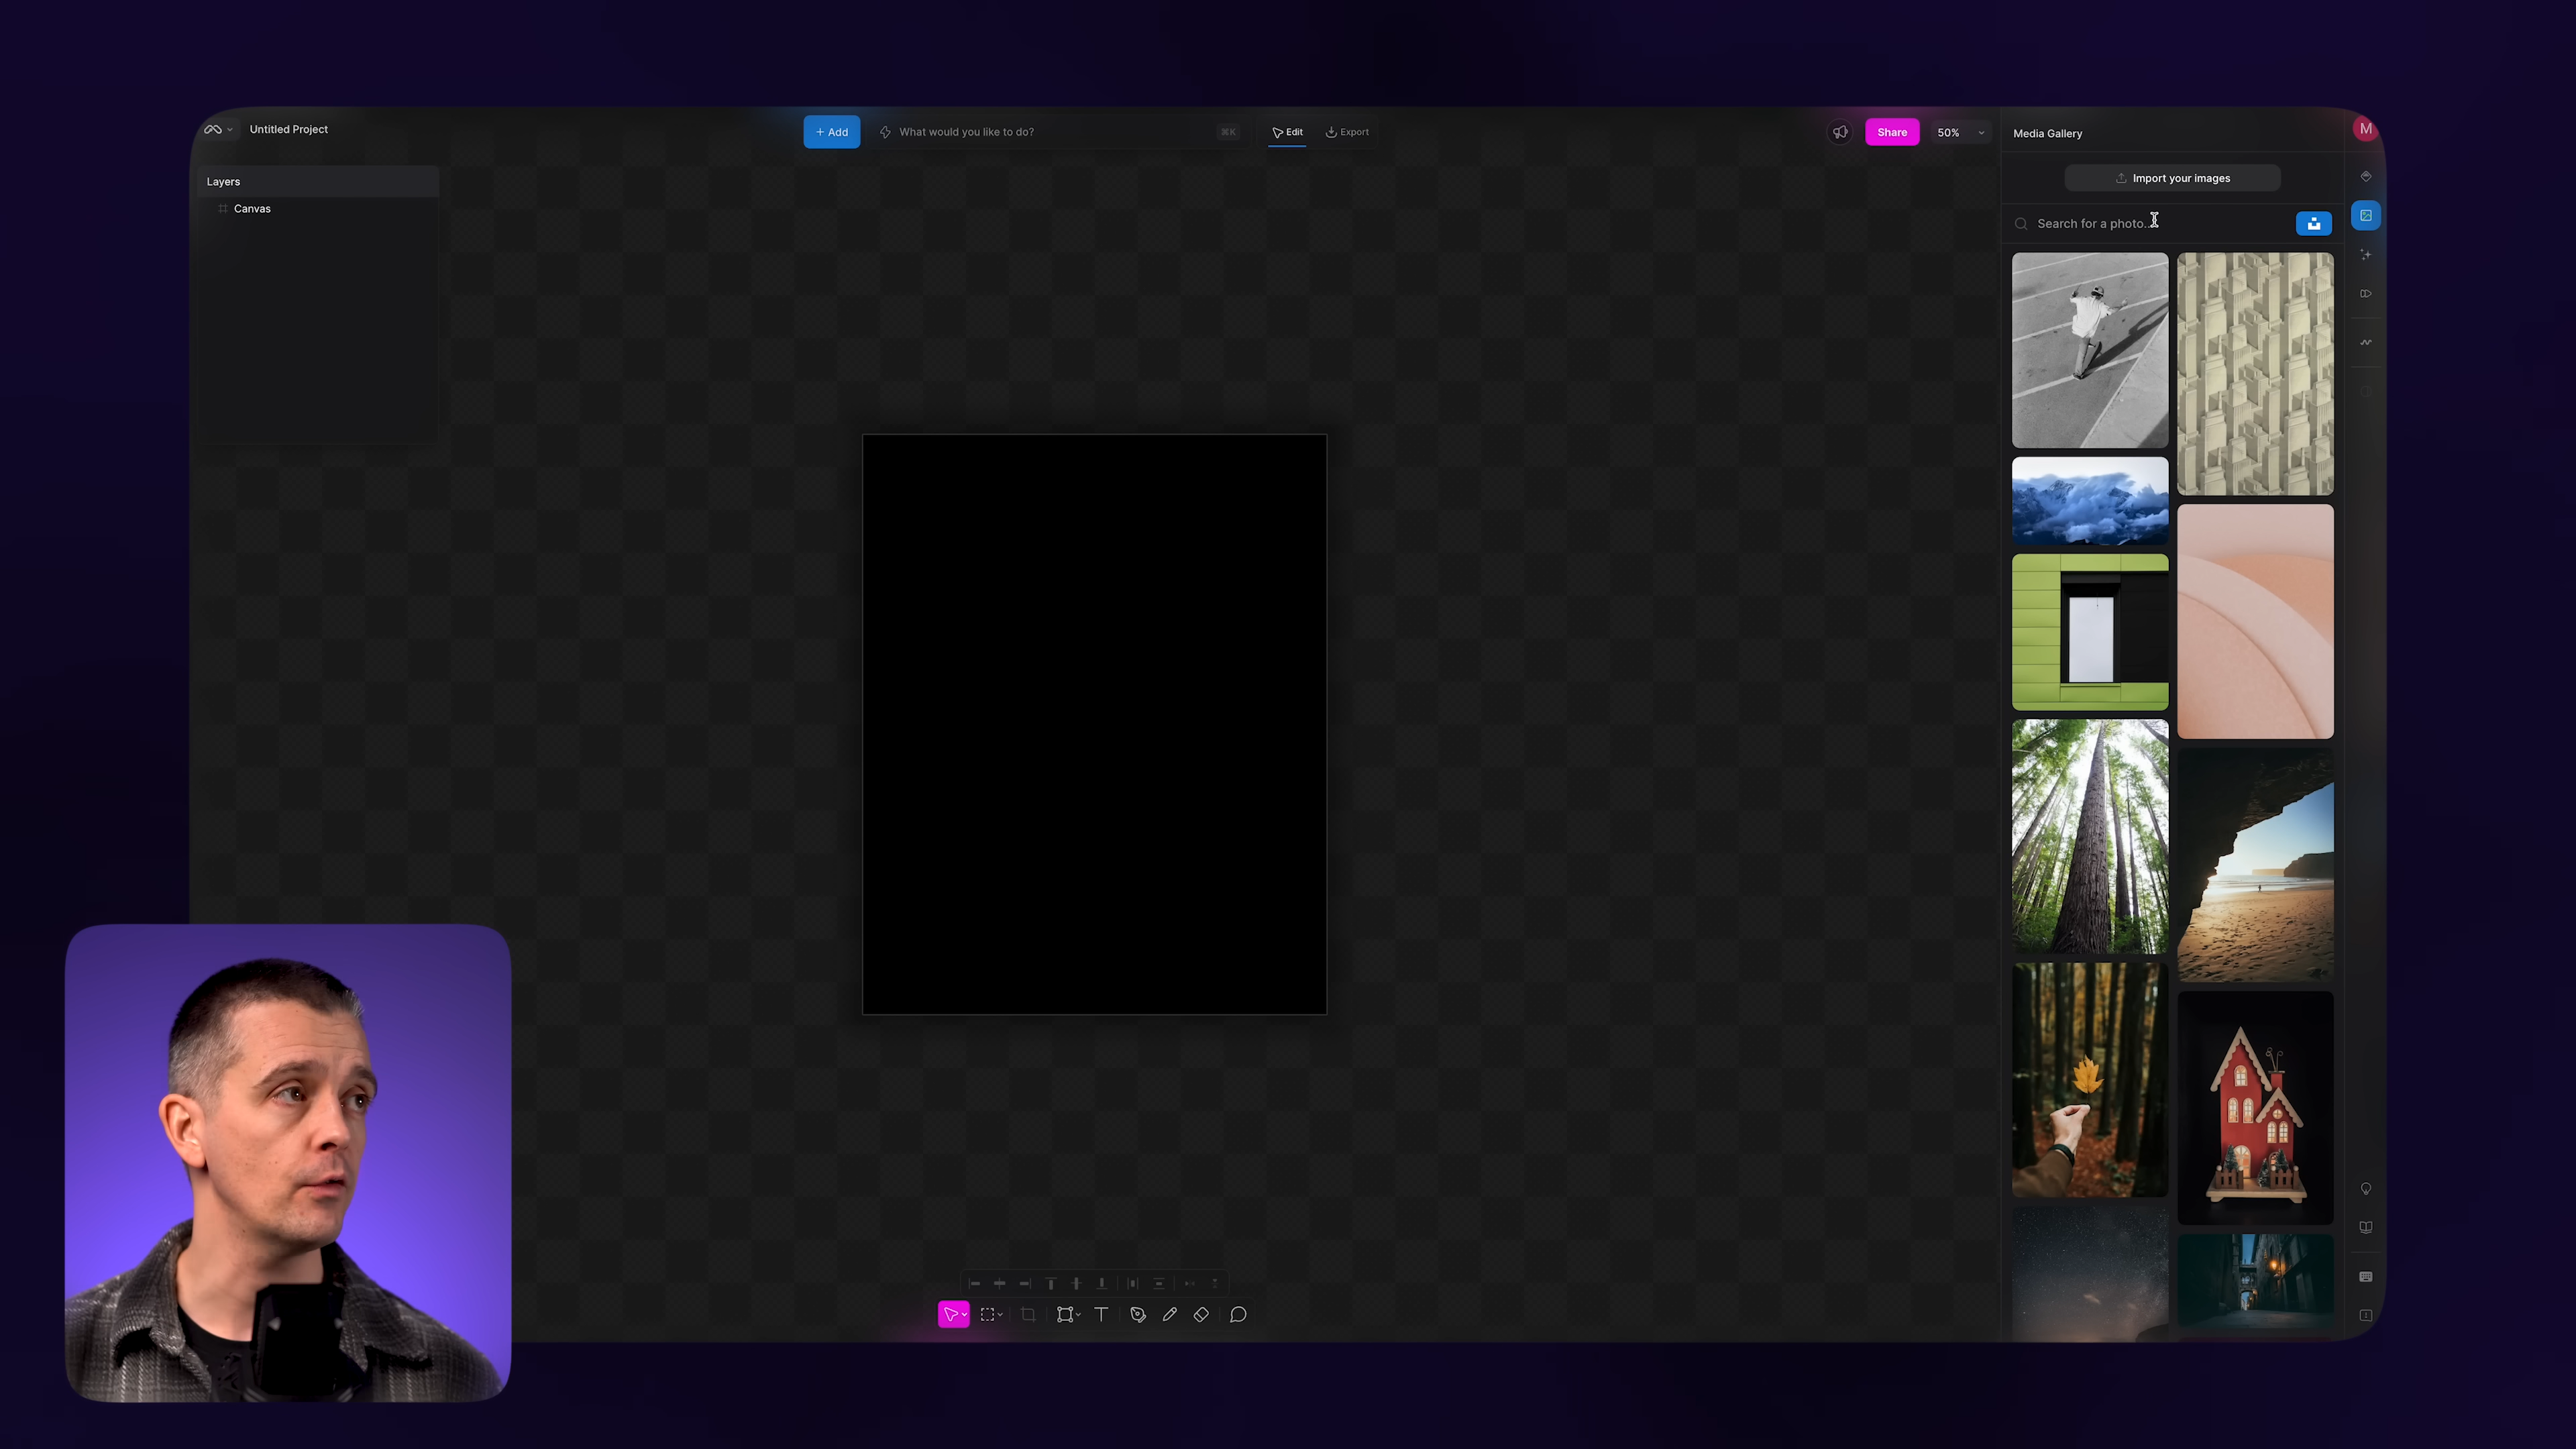 Untitled Project
+ Add
What would you like to do?
⌘K
Edit
Export
Share
50%
Media Gallery
M
Layers
Canvas
Import your images
Search for a photo...